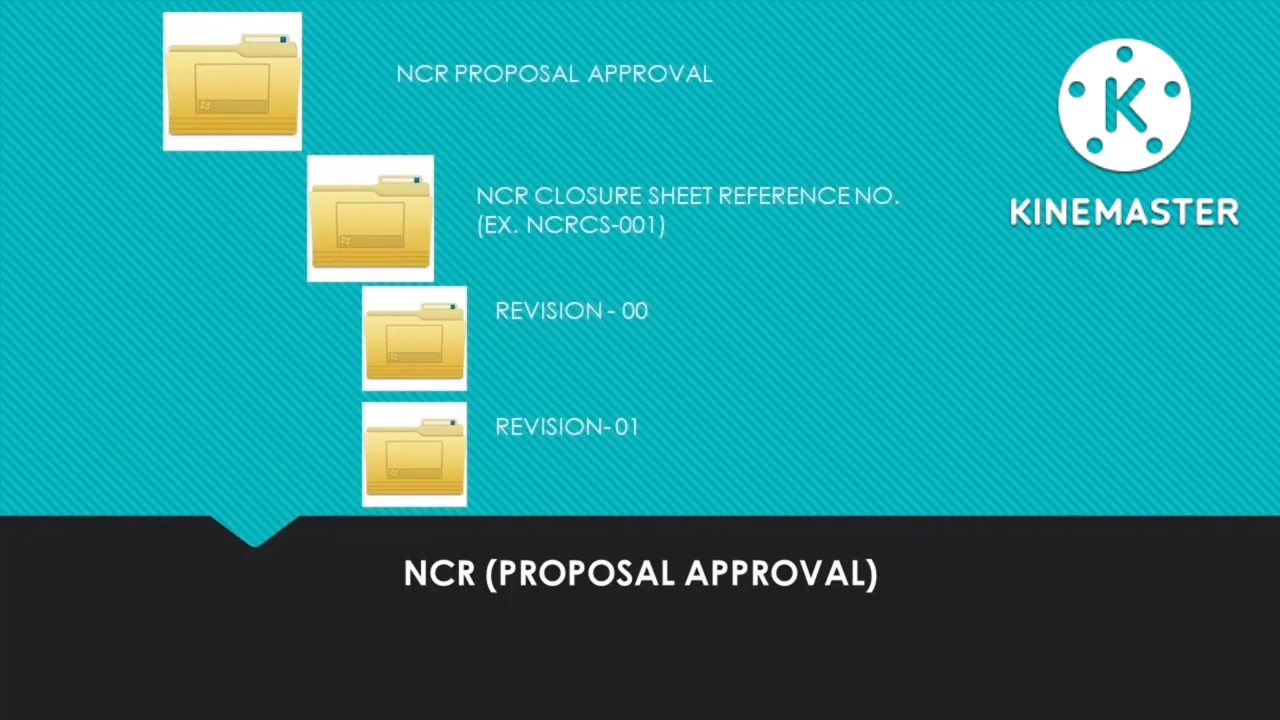 NCR PROPOSAL APPROVAL
K
KINEMASTER
NCR CLOSURE SHEET REFERENCE NO.
(EX. NCRCS-001)
REVISION - 00
REVISION- 01
NCR (PROPOSAL APPROVAL)